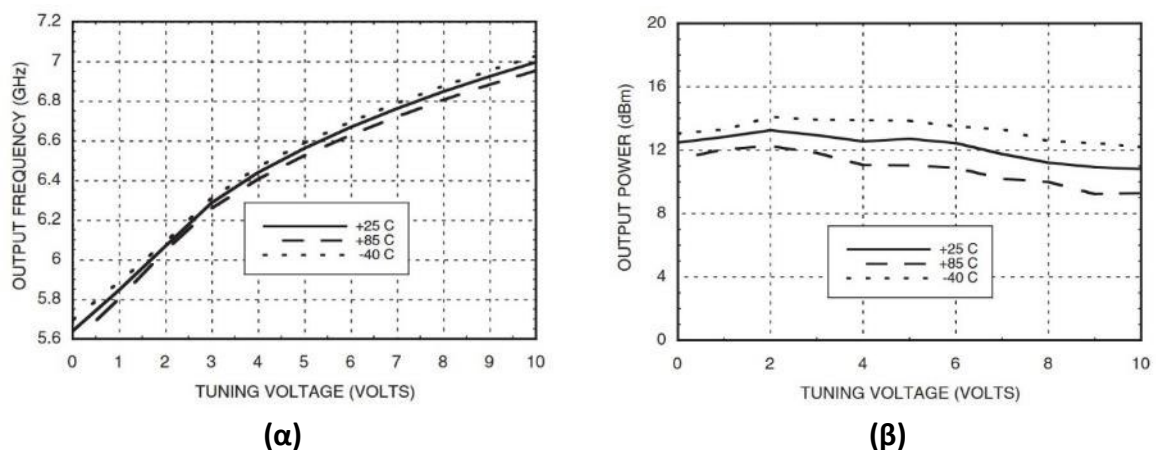 7.2
7
6.8
6.6
6.4
6.2
6
5.8
5.6
OUTPUT FREQUENCY (GHz)
+25 C
+85 C
-40 C
0 1 2 3 4 5 6 7 8 9 10
TUNING VOLTAGE (VOLTS)
(α)
20
16
12
8
4
0
OUTPUT POWER (dBm)
+25 C
+85 C
-40 C
0 2 4 6 8 10
TUNING VOLTAGE (VOLTS)
(β)